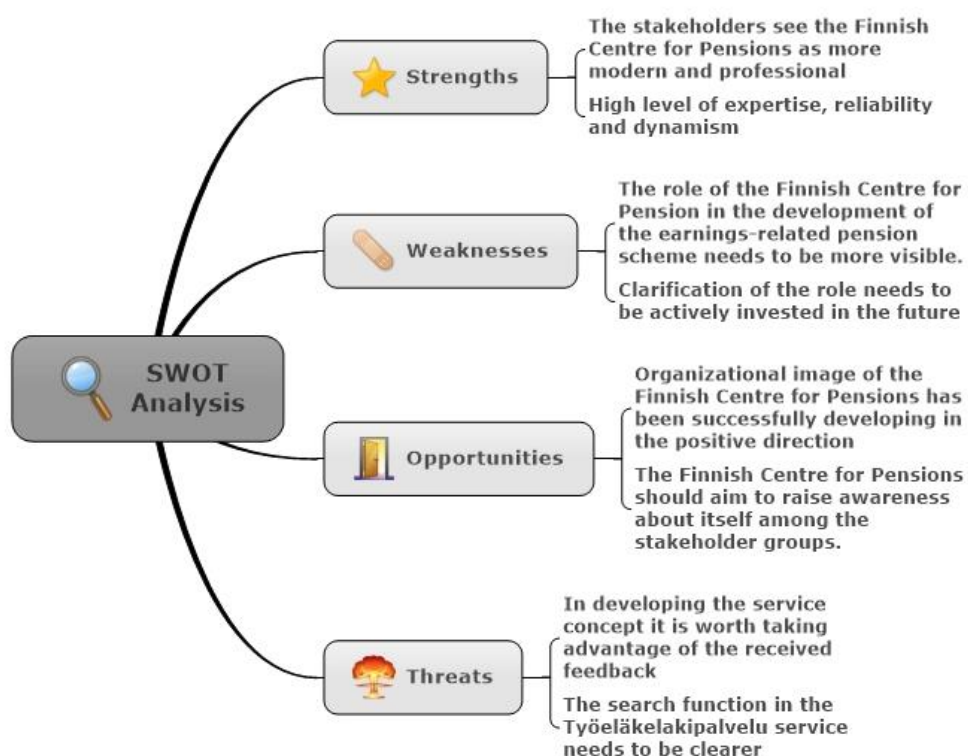 SWOT
Analysis
Strengths
The stakeholders see the Finnish
Centre for Pensions as more
modern and professional
High level of expertise, reliability
and dynamism
Weaknesses
The role of the Finnish Centre for
Pension in the development of
the earnings-related pension
scheme needs to be more visible.
Clarification of the role needs to
be actively invested in the future
Opportunities
Organizational image of the
Finnish Centre for Pensions has
been successfully developing in
the positive direction
The Finnish Centre for Pensions
should aim to raise awareness
about itself among the
stakeholder groups.
Threats
In developing the service
concept it is worth taking
advantage of the received
feedback
The search function in the
Työeläkelakipalvelu service
needs to be clearer